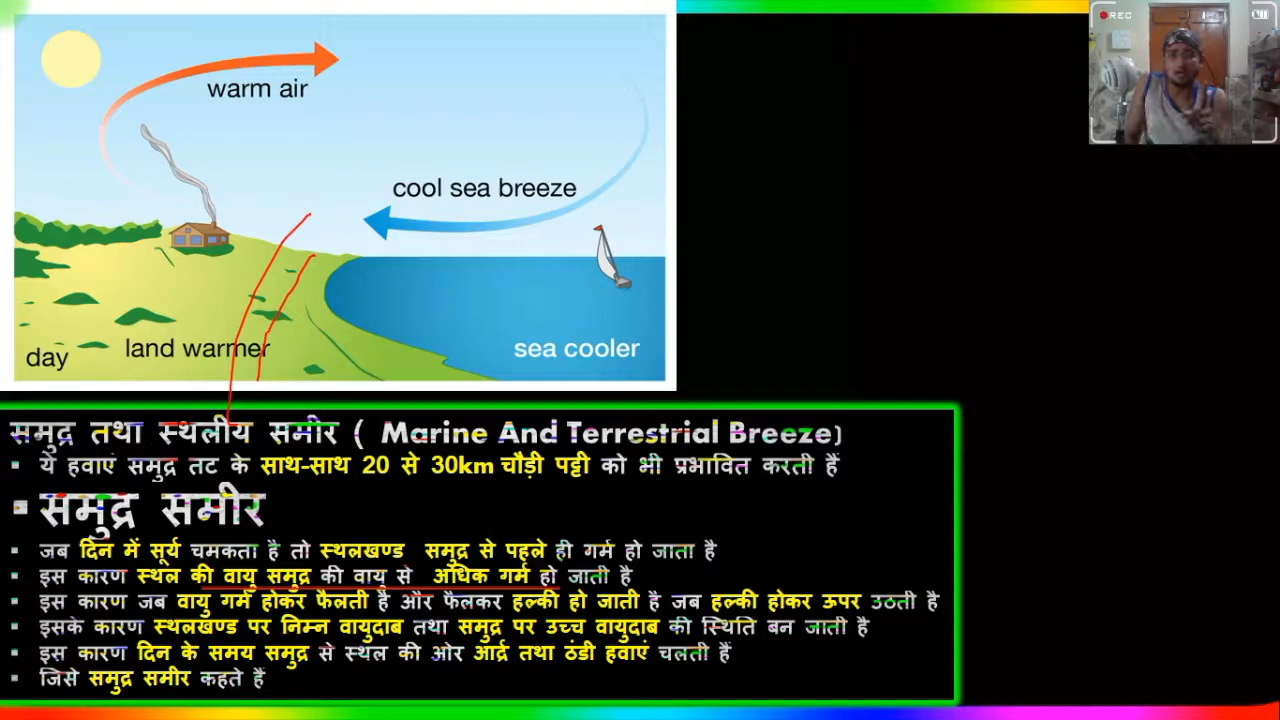 REC
warm air
cool sea breeze
land warmer
sea cooler
day
समुद्र तथा स्थलीय समीर ( Marine And Terrestrial Breeze)
ये हवाएं समुद्र तट के साथ-साथ 20 से 30km चौड़ी पट्टी को भी प्रभावित करती हैं
समुद्र समीर
जब दिन में सूर्य चमकता है तो स्थलखण्ड समुद्र से पहले ही गर्म हो जाता है
इस कारण स्थल की वायु समुद्र की वायु से अधिक गर्म हो जाती है
इस कारण जब वायु गर्म होकर फैलती है और फैलकर हल्की हो जाती है जब हल्की होकर ऊपर उठती है
इसके कारण स्थलखण्ड पर निम्न वायुदाब तथा समुद्र पर उच्च वायुदाब की स्थिति बन जाती है
इस कारण दिन के समय समुद्र से स्थल की ओर आर्द्र तथा ठंडी हवाएं चलती हैं
जिसे समुद्र समीर कहते हैं